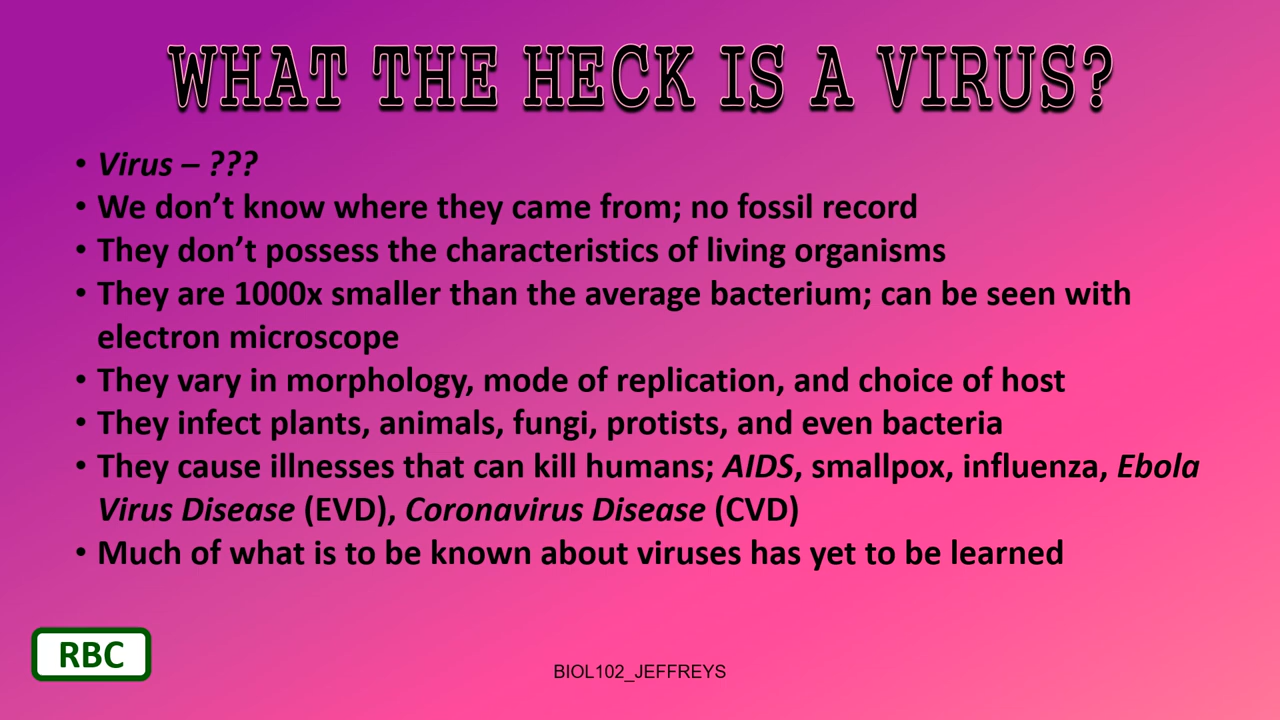 WHAT THE HECK IS A VIRUS?
• Virus – ???
• We don’t know where they came from; no fossil record
• They don’t possess the characteristics of living organisms
• They are 1000x smaller than the average bacterium; can be seen with
electron microscope
• They vary in morphology, mode of replication, and choice of host
• They infect plants, animals, fungi, protists, and even bacteria
• They cause illnesses that can kill humans; AIDS, smallpox, influenza, Ebola
Virus Disease (EVD), Coronavirus Disease (CVD)
• Much of what is to be known about viruses has yet to be learned
RBC
BIOL102_JEFFREYS